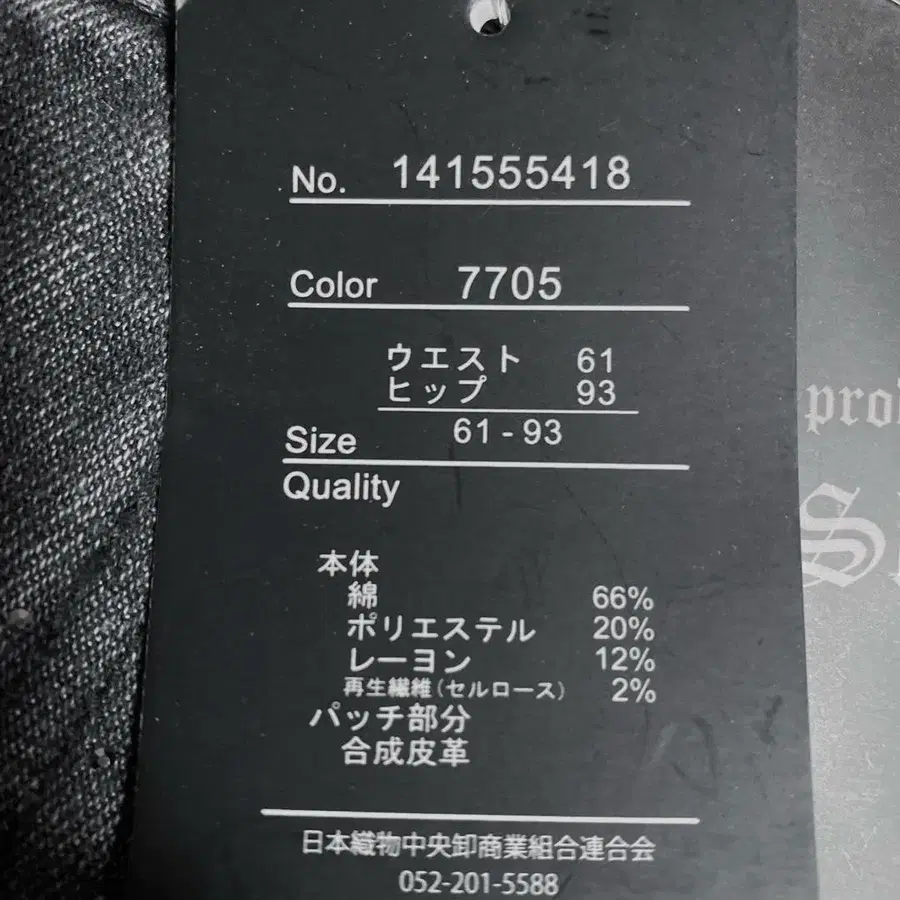 No. 141555418
Color 7705
ウエスト 61
ヒップ 93
61 - 93
Size
Quality
本体
綿 66%
ポリエステル 20%
レーヨン 12%
再生繊維(セルロース) 2%
パッチ部分
合成皮革
日本織物中央卸商業組合連合会
052-201-5588